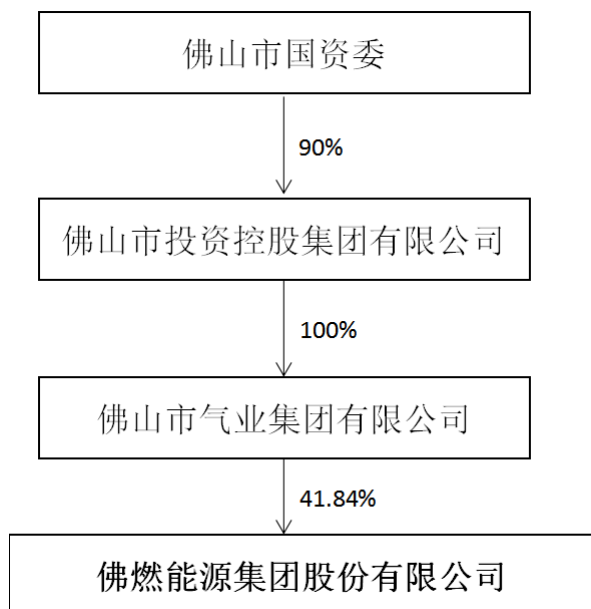 佛山市国资委
90%
佛山市投资控股集团有限公司
100%
佛山市气业集团有限公司
41.84%
佛燃能源集团股份有限公司